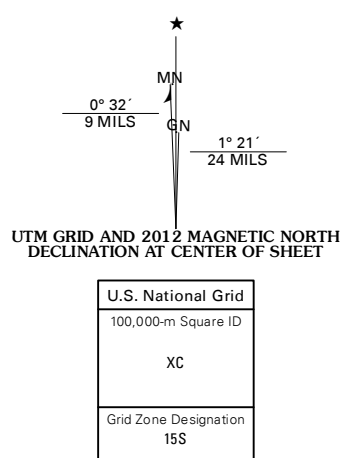 ★
MN
0° 32´
9 MILS
GN
1° 21´
24 MILS
UTM GRID AND 2012 MAGNETIC NORTH
DECLINATION AT CENTER OF SHEET
U.S. National Grid
100,000-m Square ID
XC
Grid Zone Designation
15S